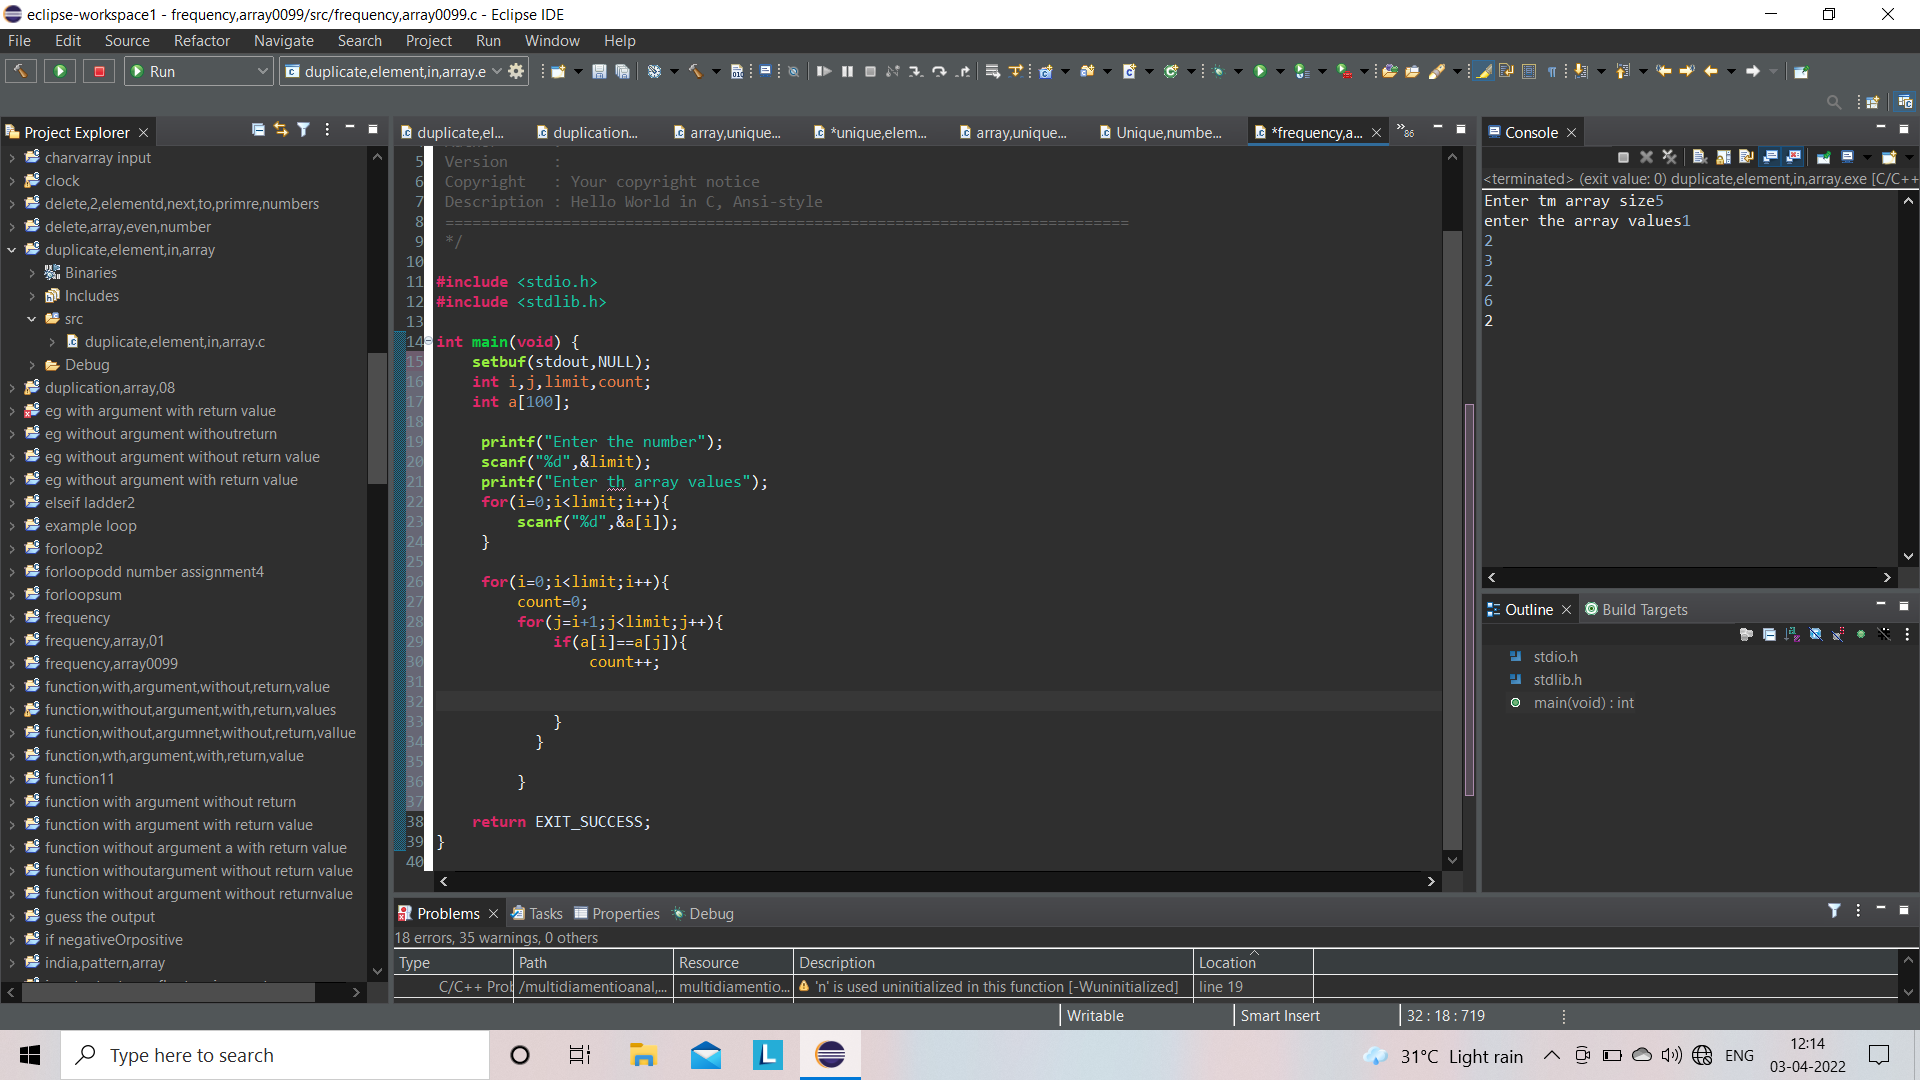 eclipse-workspace1 - frequency,array0099/src/frequency,array0099.c - Eclipse IDE
File Edit Source Refactor Navigate Search Project Run Window Help
Run
duplicate,element,in,array.e
Project Explorer
charvarray input
clock
delete,2,elementd,next,to,primre,numbers
delete,array,even,number
duplicate,element,in,array
Binaries
Includes
src
duplicate,element,in,array.c
Debug
duplication,array,08
eg with argument with return value
eg without argument withoutreturn
eg without argument without return value
eg without argument with return value
elseif ladder2
example loop
forloop2
forloopodd number assignment4
forloopsum
frequency
frequency,array,01
frequency,array0099
function,with,argument,without,return,value
function,without,argument,with,return,values
function,without,argumnet,without,return,vallue
function,wth,argument,with,return,value
function11
function with argument without return
function with argument with return value
function without argument a with return value
function withoutargument without return value
function without argument without returnvalue
guess the output
if negativeOrpositive
india,pattern,array
duplicate,el... duplication... array,unique... *unique,elem... array,unique... Unique,numbe... *frequency,a... »86
5 Version :
6 Copyright : Your copyright notice
7 Description : Hello World in C, Ansi-style
8 ============================================================================
9 */
10
11 #include <stdio.h>
12 #include <stdlib.h>
13
14 int main(void) {
15 setbuf(stdout,NULL);
16 int i,j,limit,count;
17 int a[100];
18
19 printf("Enter the number");
20 scanf("%d",&limit);
21 printf("Enter th array values");
22 for(i=0;i<limit;i++){
23 scanf("%d",&a[i]);
24 }
25
26 for(i=0;i<limit;i++){
27 count=0;
28 for(j=i+1;j<limit;j++){
29 if(a[i]==a[j]){
30 count++;
31
32
33 }
34 }
35
36 }
37
38 return EXIT_SUCCESS;
39 }
40
Console
<terminated> (exit value: 0) duplicate,element,in,array.exe [C/C++
Enter tm array size5
enter the array values1
2
3
2
6
2
Outline Build Targets
stdio.h
stdlib.h
main(void) : int
Problems Tasks Properties Debug
18 errors, 35 warnings, 0 others
Type Path Resource Description Location
C/C++ Prob /multidiamentioanal,... multidiamentio... 'n' is used uninitialized in this function [-Wuninitialized] line 19
Writable Smart Insert 32 : 18 : 719
Type here to search
L
31°C Light rain
ENG
12:14
03-04-2022